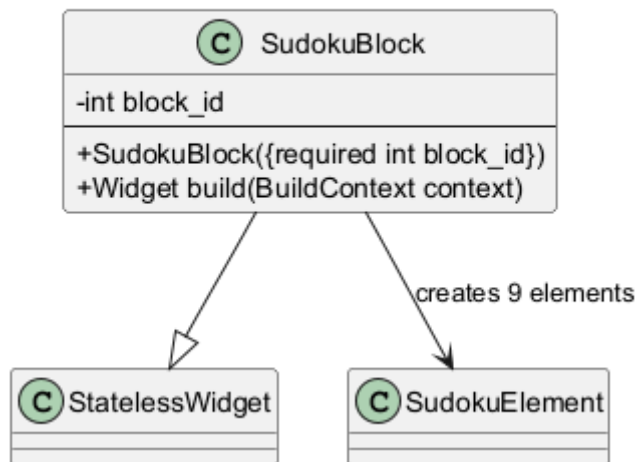 C SudokuBlock
-int block_id
+SudokuBlock({required int block_id})
+Widget build(BuildContext context)
creates 9 elements
C StatelessWidget
C SudokuElement